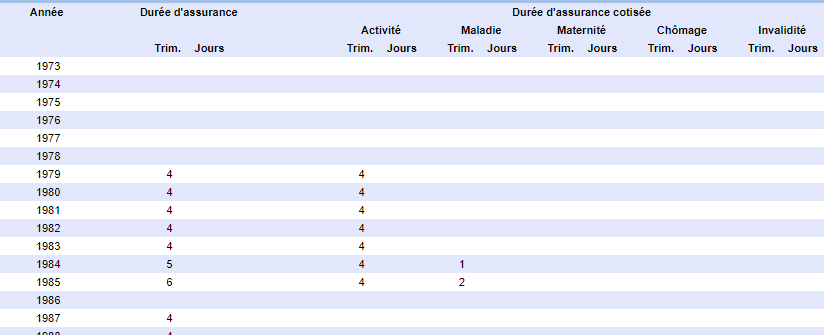 Année Durée d'assurance Durée d'assurance cotisée
Activité Maladie Maternité Chômage Invalidité
Trim. Jours Trim. Jours Trim. Jours Trim. Jours Trim. Jours Trim. Jours
1973
1974
1975
1976
1977
1978
1979 4 4
1980 4 4
1981 4 4
1982 4 4
1983 4 4
1984 5 4 1
1985 6 4 2
1986
1987 4